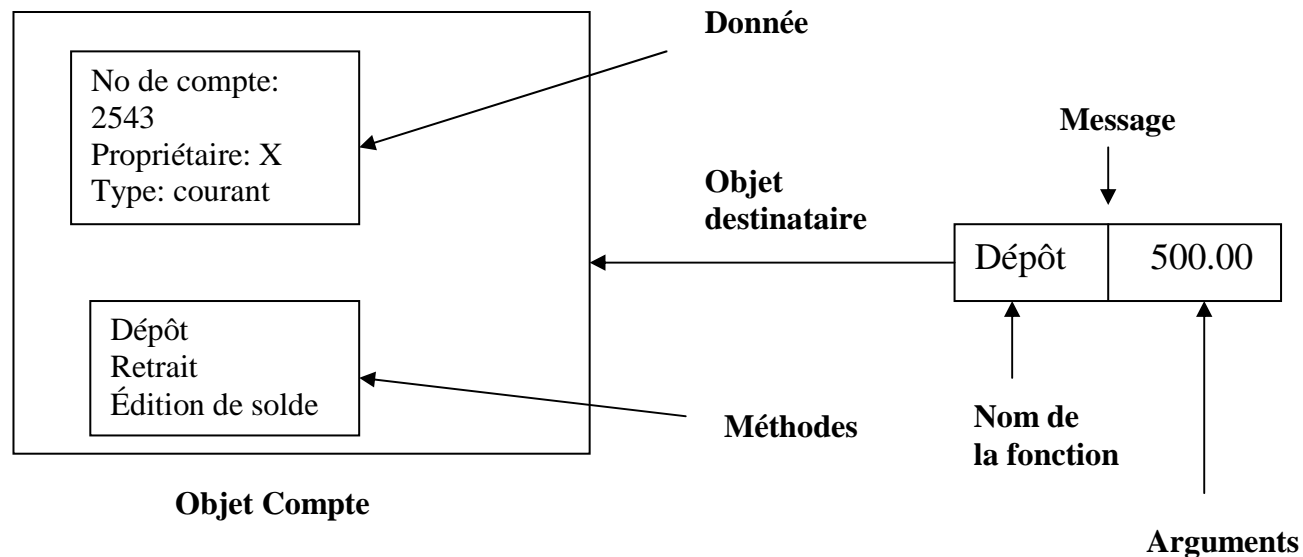 Donnée
No de compte:
2543
Propriétaire: X
Type: courant
Message
Objet
destinataire
Dépôt 500.00
Dépôt
Retrait
Édition de solde
Méthodes
Nom de
la fonction
Objet Compte
Arguments